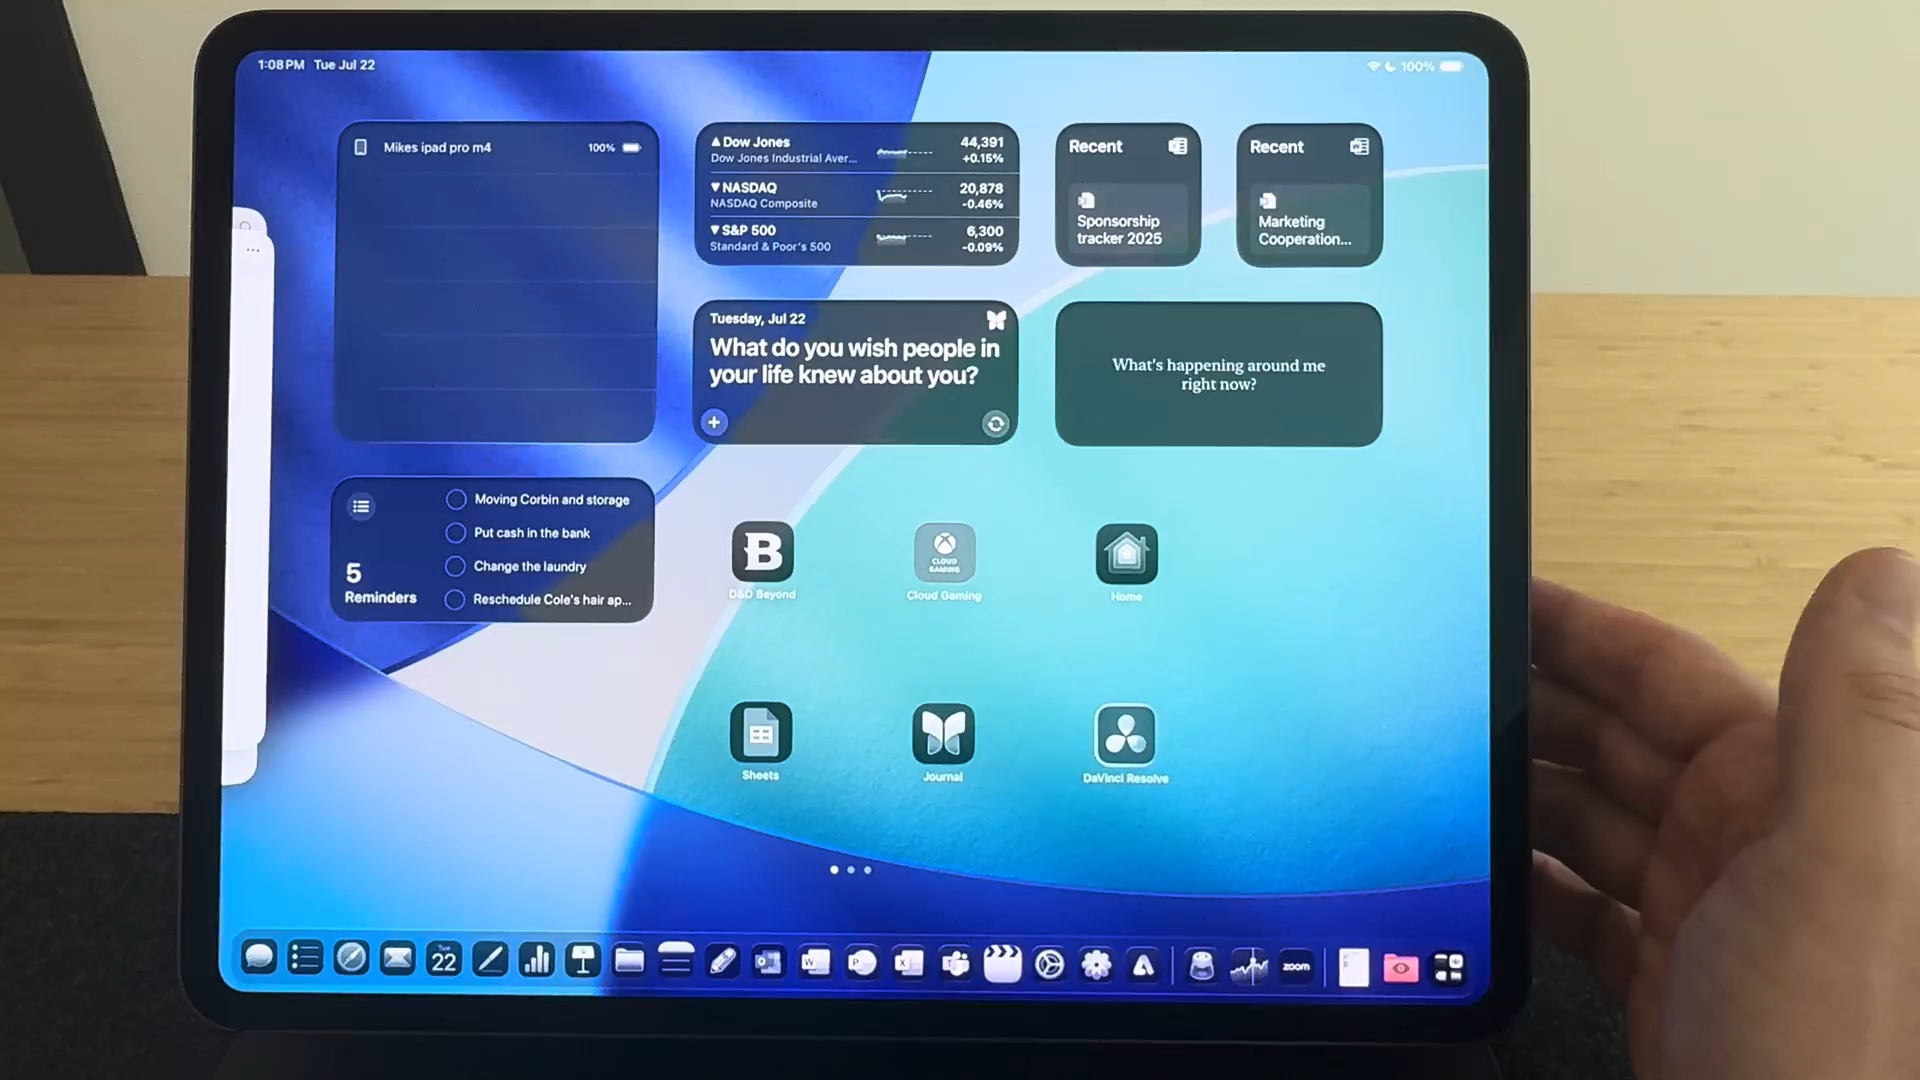 1:08 PM Tue Jul 22
100%
Mikes ipad pro m4
100%
Dow Jones
44,391
Dow Jones Industrial Aver...
+0.15%
NASDAQ
20,878
NASDAQ Composite
-0.46%
S&P 500
6,300
Standard & Poor's 500
-0.09%
Recent
Sponsorship
tracker 2025
Recent
Marketing
Cooperation...
Tuesday, Jul 22
What do you wish people in
your life knew about you?
What's happening around me
right now?
5
Reminders
Moving Corbin and storage
Put cash in the bank
Change the laundry
Reschedule Cole's hair ap...
B
D&D Beyond
CLOUD
GAMING
Cloud Gaming
Home
Sheets
Journal
DaVinci Resolve
Tue
22
W
P
X
zoom